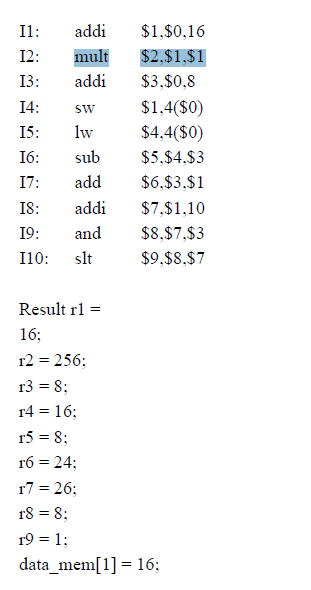 I1: addi $1,$0,16
I2: mult $2,$1,$1
I3: addi $3,$0,8
I4: sw $1,4($0)
I5: lw $4,4($0)
I6: sub $5,$4,$3
I7: add $6,$3,$1
I8: addi $7,$1,10
I9: and $8,$7,$3
I10: slt $9,$8,$7
Result r1 =
16;
r2 = 256;
r3 = 8;
r4 = 16;
r5 = 8;
r6 = 24;
r7 = 26;
r8 = 8;
r9 = 1;
data_mem[1] = 16;